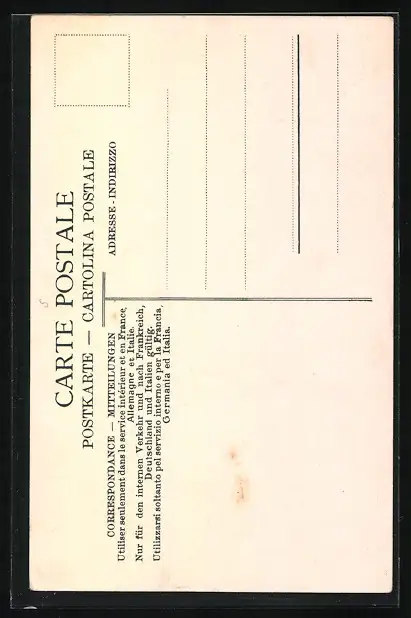 CARTE POSTALE
POSTKARTE — CARTOLINA POSTALE
CORRESPONDANCE — MITTEILUNGEN
Utiliser seulement dans le service intérieur et en France,
Allemagne et Italie.
Nur für den internen Verkehr und nach Frankreich,
Deutschland und Italien gültig.
Utilizzarsi soltanto pel servizio interno e per la Francia,
Germania ed Italia.
ADRESSE - INDIRIZZO